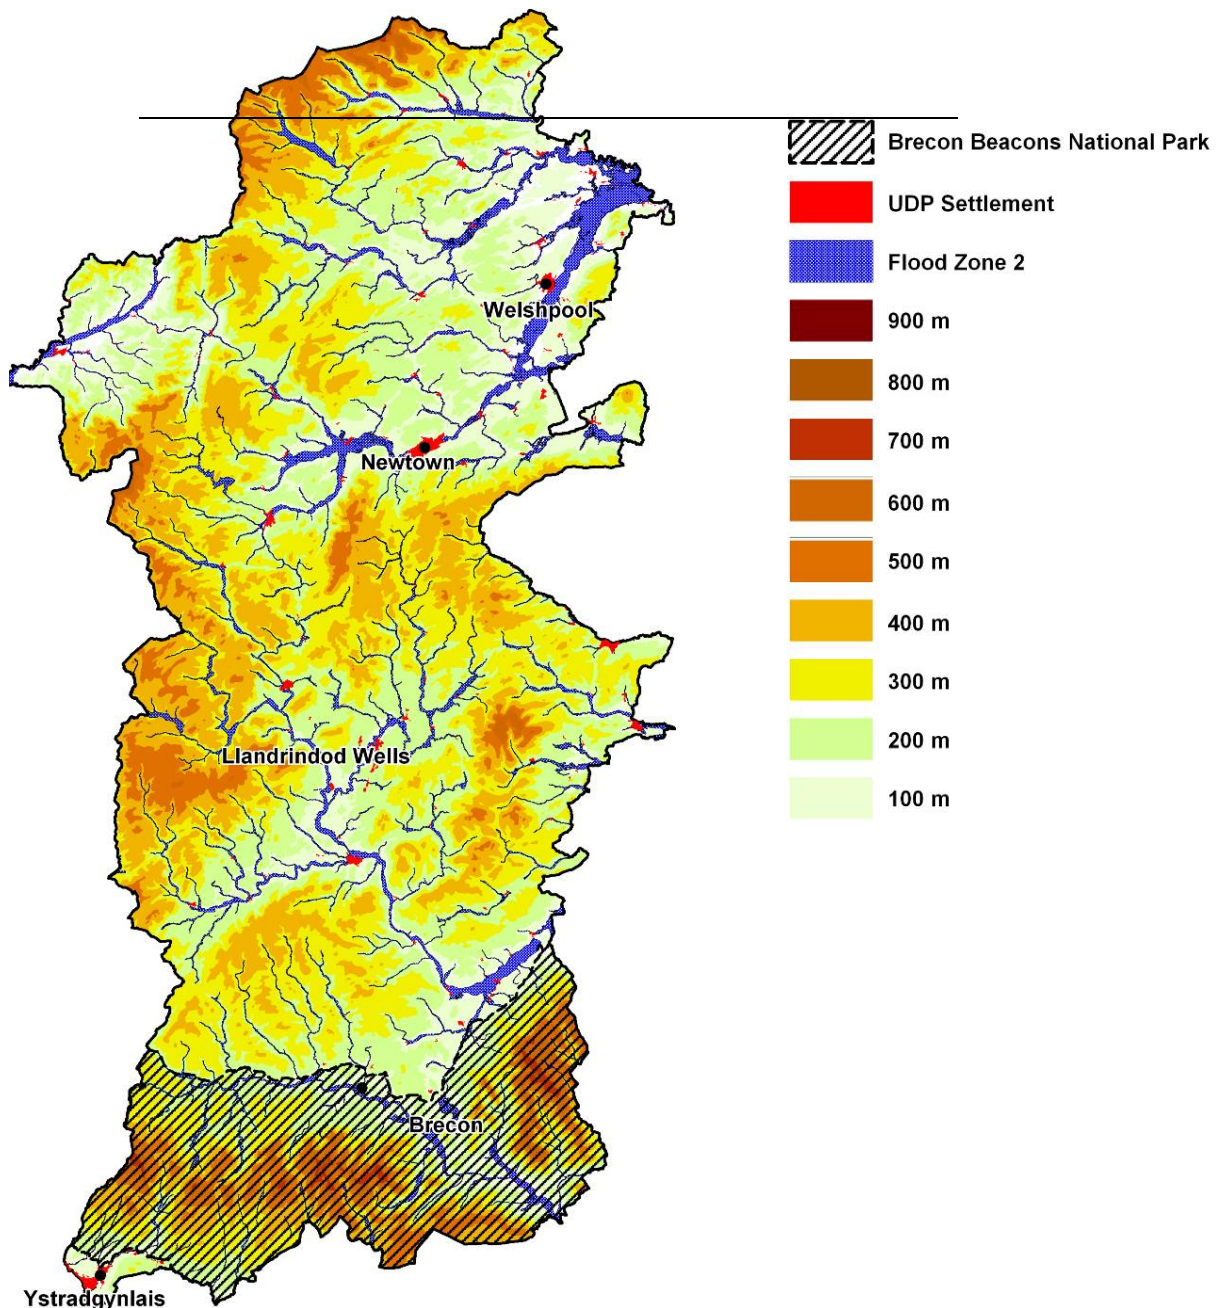 Brecon Beacons National Park
UDP Settlement
Flood Zone 2
900 m
800 m
700 m
600 m
500 m
400 m
300 m
200 m
100 m
Welshpool
Newtown
Llandrindod Wells
Brecon
Ystradgynlais